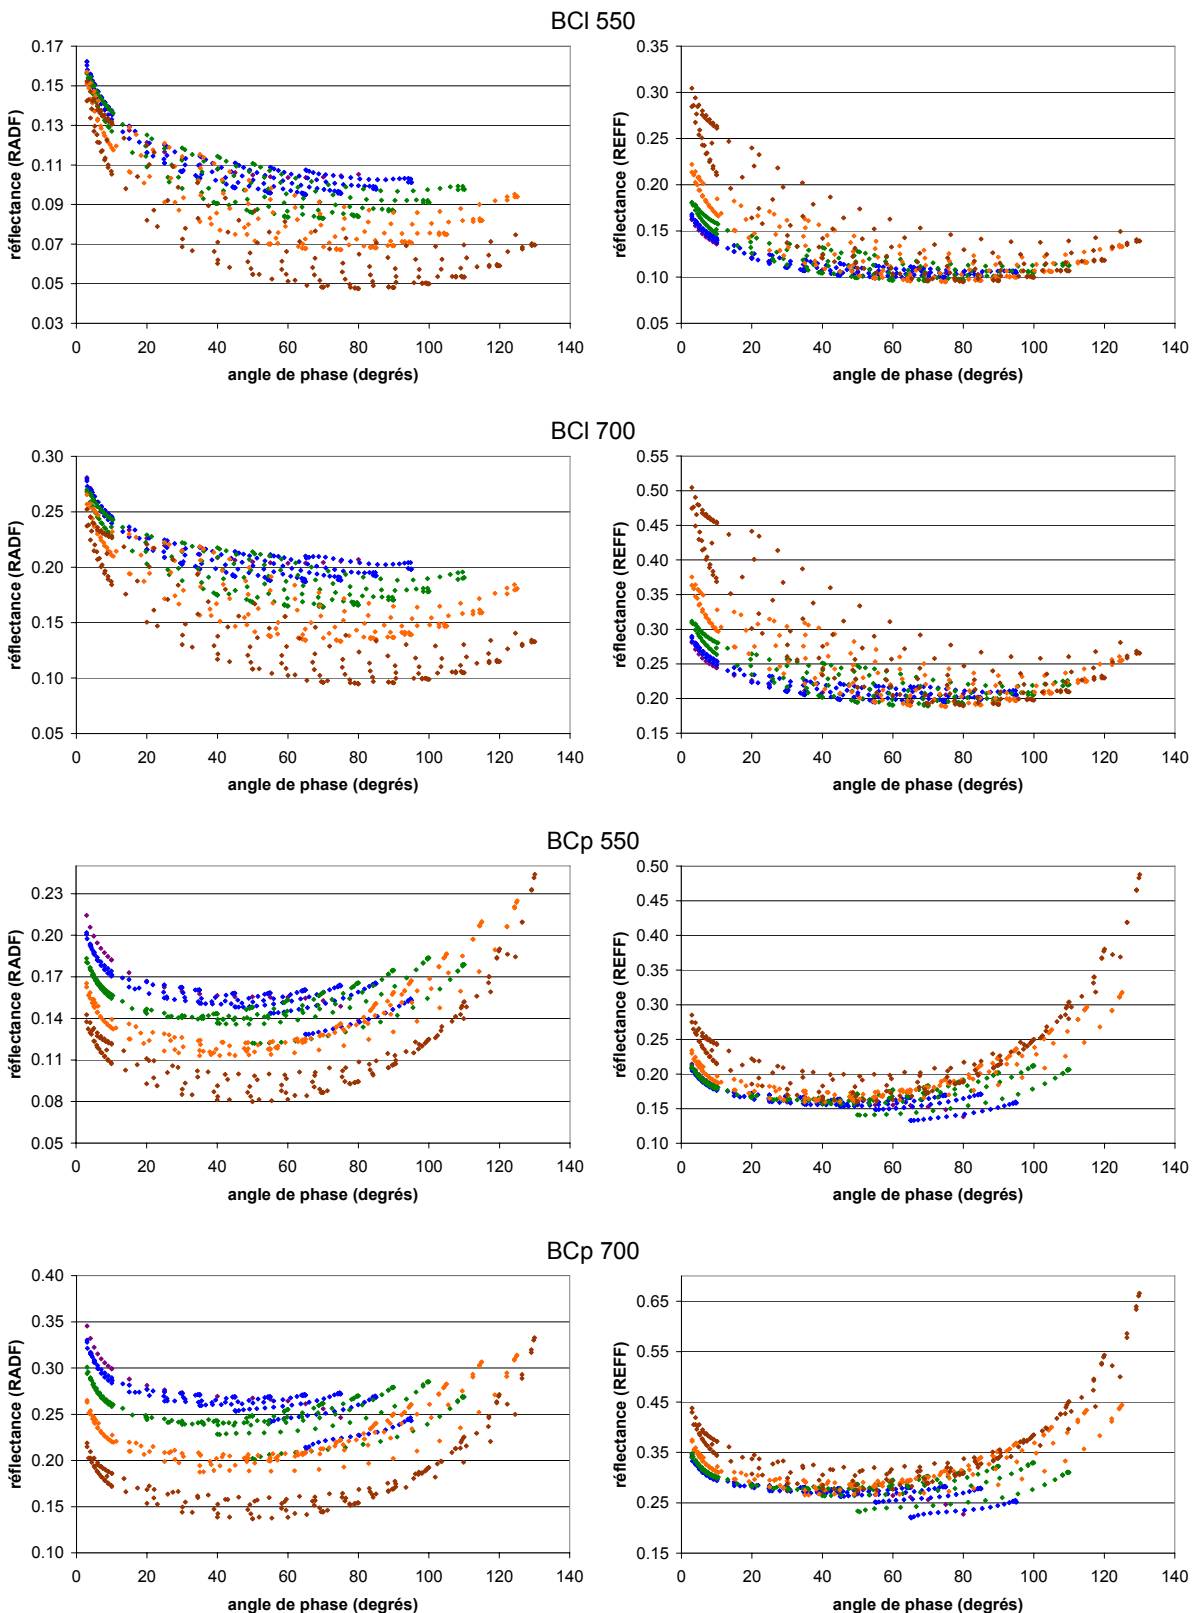 BCl 550
0.17
0.15
0.13
0.11
0.09
0.07
0.05
0.03
réflectance (RADF)
0 20 40 60 80 100 120 140
angle de phase (degrés)
0.35
0.30
0.25
0.20
0.15
0.10
0.05
réflectance (REFF)
0 20 40 60 80 100 120 140
angle de phase (degrés)
BCl 700
0.30
0.25
0.20
0.15
0.10
0.05
réflectance (RADF)
0 20 40 60 80 100 120 140
angle de phase (degrés)
0.55
0.50
0.45
0.40
0.35
0.30
0.25
0.20
0.15
réflectance (REFF)
0 20 40 60 80 100 120 140
angle de phase (degrés)
BCp 550
0.23
0.20
0.17
0.14
0.11
0.08
0.05
réflectance (RADF)
0 20 40 60 80 100 120 140
angle de phase (degrés)
0.50
0.45
0.40
0.35
0.30
0.25
0.20
0.15
0.10
réflectance (REFF)
0 20 40 60 80 100 120 140
angle de phase (degrés)
BCp 700
0.40
0.35
0.30
0.25
0.20
0.15
0.10
réflectance (RADF)
0 20 40 60 80 100 120 140
angle de phase (degrés)
0.65
0.55
0.45
0.35
0.25
0.15
réflectance (REFF)
0 20 40 60 80 100 120 140
angle de phase (degrés)